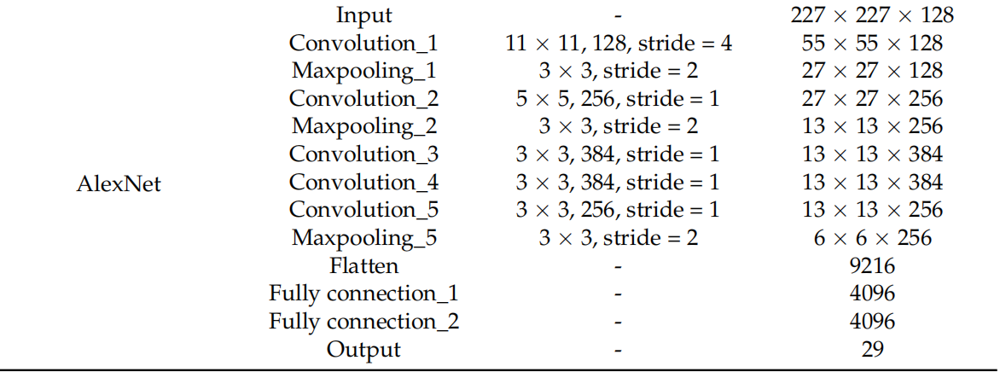 Input - 227 × 227 × 128
Convolution_1 11 × 11, 128, stride = 4 55 × 55 × 128
Maxpooling_1 3 × 3, stride = 2 27 × 27 × 128
Convolution_2 5 × 5, 256, stride = 1 27 × 27 × 256
Maxpooling_2 3 × 3, stride = 2 13 × 13 × 256
Convolution_3 3 × 3, 384, stride = 1 13 × 13 × 384
AlexNet Convolution_4 3 × 3, 384, stride = 1 13 × 13 × 384
Convolution_5 3 × 3, 256, stride = 1 13 × 13 × 256
Maxpooling_5 3 × 3, stride = 2 6 × 6 × 256
Flatten - 9216
Fully connection_1 - 4096
Fully connection_2 - 4096
Output - 29